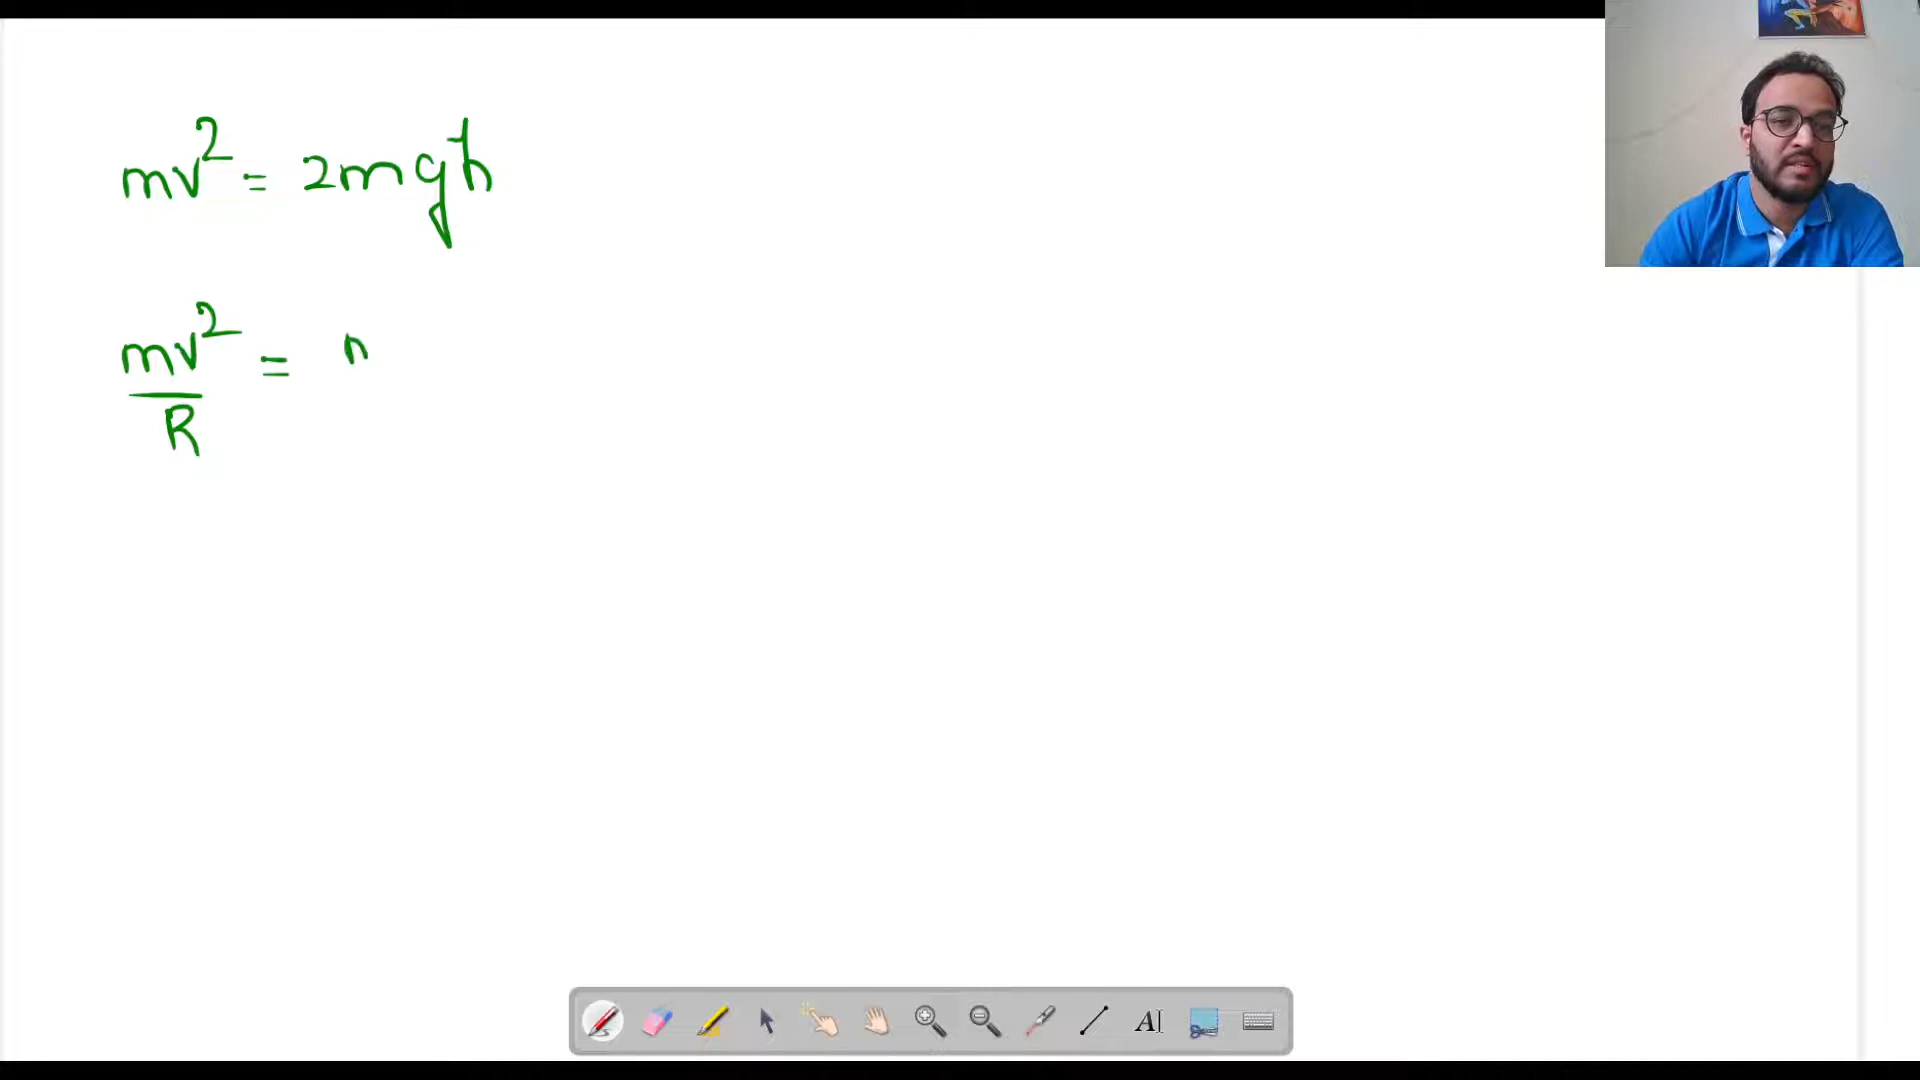 mv² = 2mgh
mv²/R = n
A